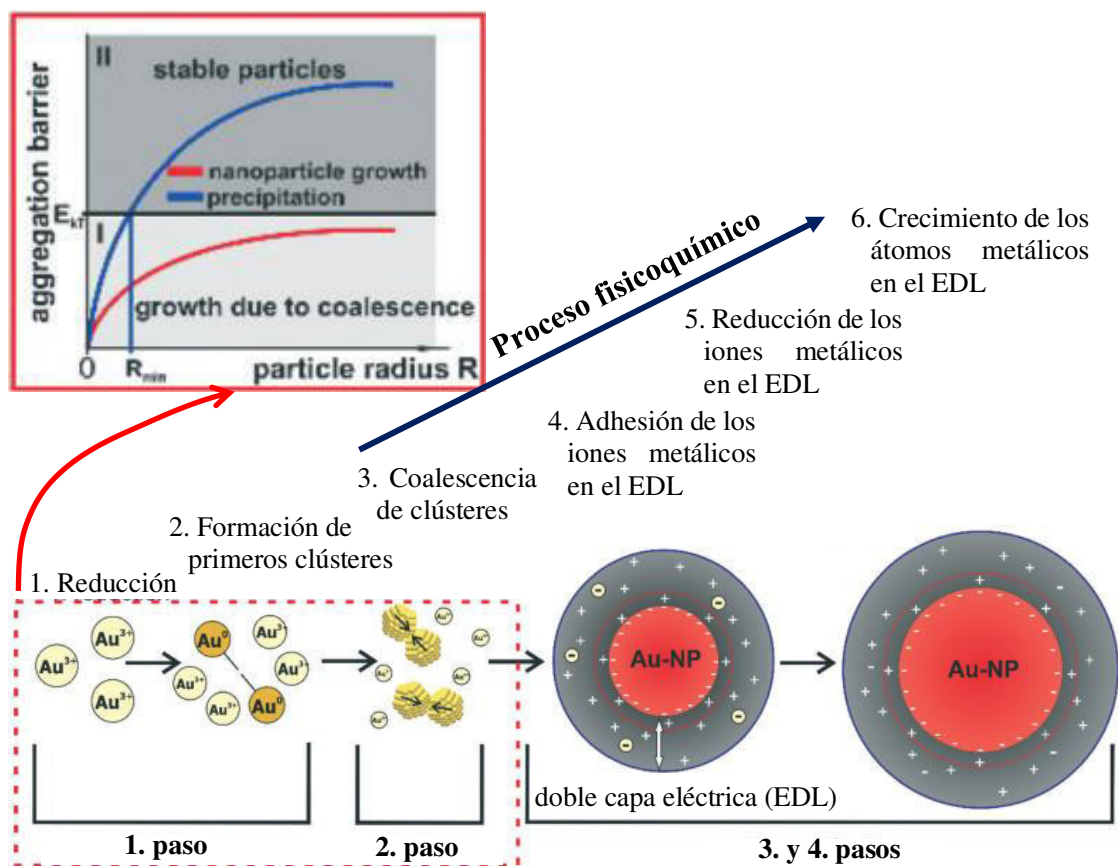 II
stable particles
nanoparticle growth
precipitation
E_kT
I
growth due to coalescence
aggregation barrier
0
R_min
particle radius R
Proceso fisicoquímico
6. Crecimiento de los
átomos metálicos
en el EDL
5. Reducción de los
iones metálicos
en el EDL
4. Adhesión de los
iones metálicos
en el EDL
3. Coalescencia
de clústeres
2. Formación de
primeros clústeres
1. Reducción
Au³⁺
Au³⁺
Au³⁺
Au⁰
Au³⁺
Au³⁺
Au³⁺
Au³⁺
Au⁰
Au-NP
Au-NP
doble capa eléctrica (EDL)
1. paso
2. paso
3. y 4. pasos